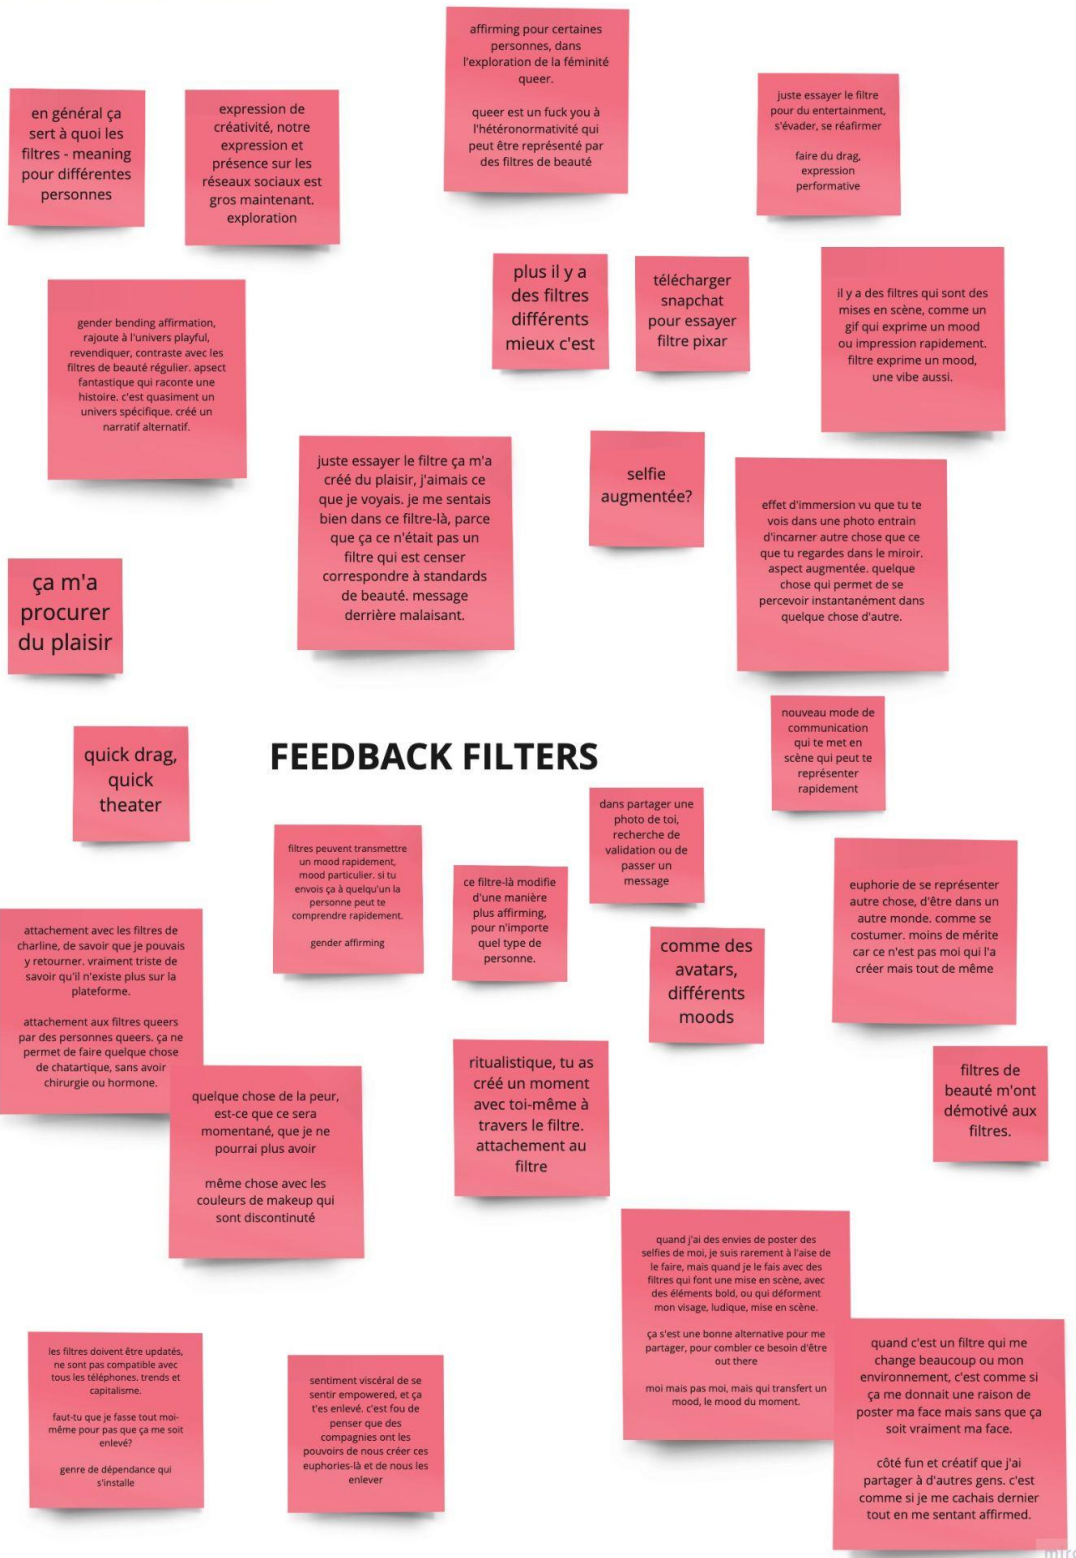 affirming pour certaines
personnes, dans
l'exploration de la féminité
queer.
queer est un fuck you à
l'hétéronormativité qui
peut être représenté par
des filtres de beauté
en général ça
sert à quoi les
filtres - meaning
pour différentes
personnes
expression de
créativité, notre
expression et
présence sur les
réseaux sociaux est
gros maintenant.
exploration
juste essayer le filtre
pour du entertainment,
s'évader, se réafirmer
faire du drag,
expression
performative
plus il y a
des filtres
différents
mieux c'est
télécharger
snapchat
pour essayer
filtre pixar
il y a des filtres qui sont des
mises en scène, comme un
gif qui exprime un mood
ou impression rapidement.
filtre exprime un mood,
une vibe aussi.
gender bending affirmation,
rajoute à l'univers playful,
revendiquer, contraste avec les
filtres de beauté régulier. apsect
fantastique qui raconte une
histoire. c'est quasiment un
univers spécifique. créé un
narratif alternatif.
juste essayer le filtre ça m'a
créé du plaisir, j'aimais ce
que je voyais. je me sentais
bien dans ce filtre-là, parce
que ça ce n'était pas un
filtre qui est censer
correspondre à standards
de beauté. message
derrière malaisant.
selfie
augmentée?
effet d'immersion vu que tu te
vois dans une photo entrain
d'incarner autre chose que ce
que tu regardes dans le miroir.
aspect augmentée. quelque
chose qui permet de se
percevoir instantanément dans
quelque chose d'autre.
ça m'a
procurer
du plaisir
nouveau mode de
communication
qui te met en
scène qui peut te
représenter
rapidement
quick drag,
quick
theater
FEEDBACK FILTERS
dans partager une
photo de toi,
recherche de
validation ou de
passer un
message
filtres peuvent transmettre
un mood rapidement,
mood particulier. si tu
envois ça à quelqu'un la
personne peut te
comprendre rapidement.
gender affirming
ce filtre-là modifie
d'une manière
plus affirming,
pour n'importe
quel type de
personne.
euphorie de se représenter
autre chose, d'être dans un
autre monde. comme se
costumer. moins de mérite
car ce n'est pas moi qui l'a
créer mais tout de même
attachement avec les filtres de
charline, de savoir que je pouvais
y retourner. vraiment triste de
savoir qu'il n'existe plus sur la
plateforme.
attachement aux filtres queers
par des personnes queers. ça ne
permet de faire quelque chose
de chatartique, sans avoir
chirurgie ou hormone.
comme des
avatars,
différents
moods
quelque chose de la peur,
est-ce que ce sera
momentané, que je ne
pourrai plus avoir
même chose avec les
couleurs de makeup qui
sont discontinuté
ritualistique, tu as
créé un moment
avec toi-même à
travers le filtre.
attachement au
filtre
filtres de
beauté m'ont
démotivé aux
filtres.
quand j'ai des envies de poster des
selfies de moi, je suis rarement à l'aise de
le faire, mais quand je le fais avec des
filtres qui font une mise en scène, avec
des éléments bold, ou qui déforment
mon visage, ludique, mise en scène.
ça s'est une bonne alternative pour me
partager, pour combler ce besoin d'être
out there
moi mais pas moi, mais qui transfert un
mood, le mood du moment.
quand c'est un filtre qui me
change beaucoup ou mon
environnement, c'est comme si
ça me donnait une raison de
poster ma face mais sans que ça
soit vraiment ma face.
côté fun et créatif que j'ai
partager à d'autres gens. c'est
comme si je me cachais dernier
tout en me sentant affirmed.
les filtres doivent être updatés,
ne sont pas compatible avec
tous les téléphones. trends et
capitalisme.
faut-tu que je fasse tout moi-
même pour pas que ça me soit
enlevé?
genre de dépendance qui
s'installe
sentiment viscéral de se
sentir empowered, et ça
t'es enlevé. c'est fou de
penser que des
compagnies ont les
pouvoirs de nous créer ces
euphories-là et de nous les
enlever